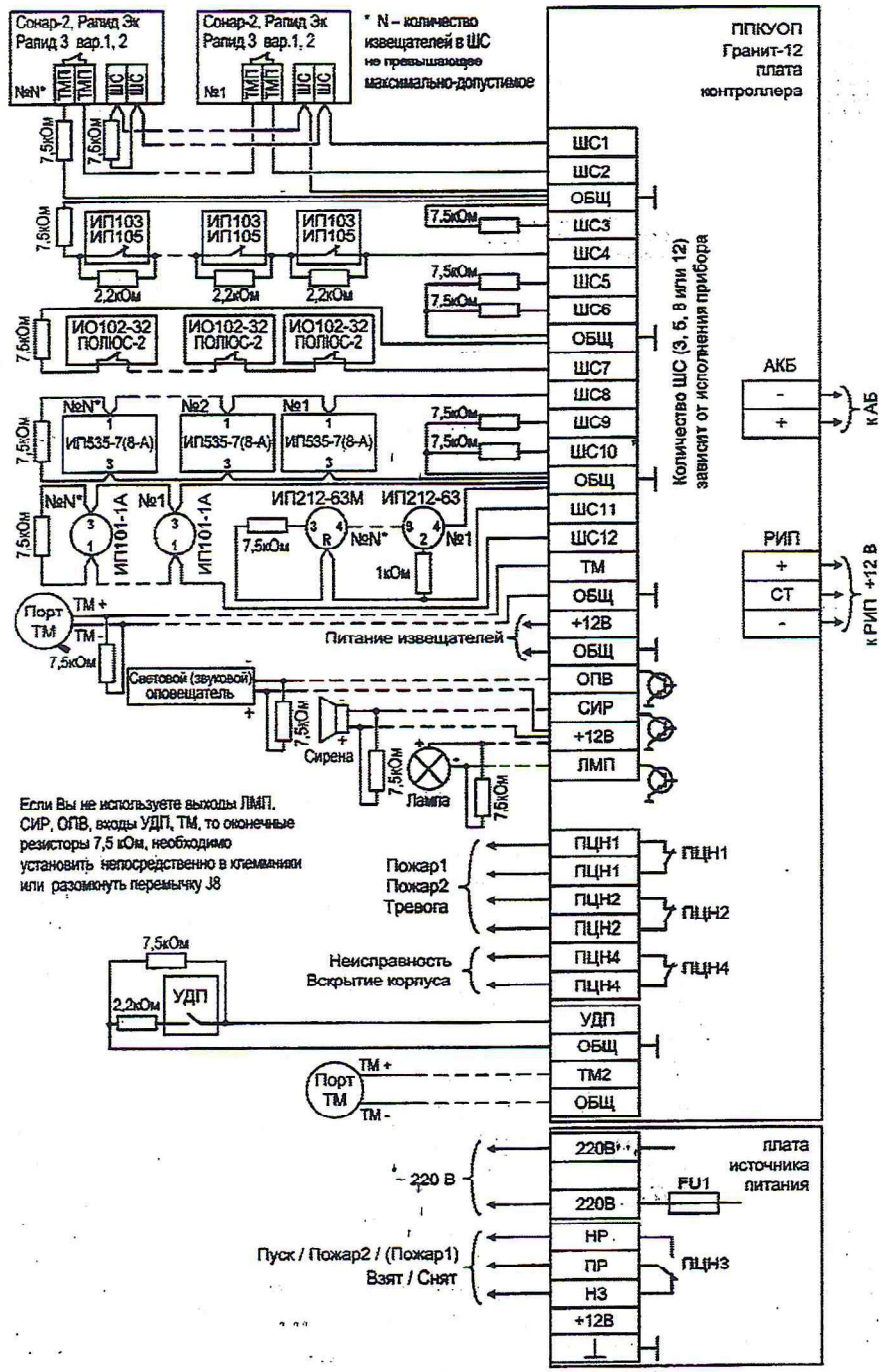 Сонар-2, Рапид Эк
Рапид 3 вар.1, 2
№N*
ТМП
ТМП
ШС
ШС
Сонар-2, Рапид Эк
Рапид 3 вар.1, 2
№1
ТМП
ТМП
ШС
ШС
* N – количество
извещателей в ШС
не превышающее
максимально-допустимое
ППКУОП
Гранит-12
плата
контроллера
7,5кОм
7,5кОм
ШС1
ШС2
ОБЩ
7,5кОм
ШС3
7,5кОм
ИП103
ИП105
ИП103
ИП105
ИП103
ИП105
ШС4
2,2кОм
2,2кОм
2,2кОм
7,5кОм
ШС5
7,5кОм
ШС6
7,5кОм
ИО102-32
ПОЛЮС-2
ИО102-32
ПОЛЮС-2
ИО102-32
ПОЛЮС-2
ОБЩ
ШС7
Количество ШС (3, 5, 8 или 12)
зависит от исполнения прибора
АКБ
-
+
к АБ
7,5кОм
№N*
№2
№1
1
1
1
ИП535-7(8-А)
ИП535-7(8-А)
ИП535-7(8-А)
3
3
3
ШС8
7,5кОм
ШС9
7,5кОм
ШС10
ОБЩ
7,5кОм
№N*
3
1
ИП101-1А
№1
3
1
ИП101-1А
ИП212-63М
ИП212-63
7,5кОм
3
4
R
№N*
3
4
2
№1
1кОм
ШС11
ШС12
РИП
+
СТ
-
к РИП +12 В
ТМ
ОБЩ
Порт
ТМ
ТМ +
ТМ -
7,5кОм
Питание извещателей
+12В
ОБЩ
Световой (звуковой)
оповещатель
-
+
7,5кОм
ОПВ
СИР
+12В
ЛМП
-
+
Сирена
7,5кОм
+
-
Лампа
7,5кОм
Если Вы не используете выходы ЛМП,
СИР, ОПВ, входы УДП, ТМ, то оконечные
резисторы 7,5 кОм, необходимо
установить непосредственно в клеммники
или разомкнуть перемычку J8
Пожар1
Пожар2
Тревога
ПЦН1
ПЦН1
ПЦН1
ПЦН2
ПЦН2
ПЦН2
Неисправность
Вскрытие корпуса
ПЦН4
ПЦН4
ПЦН4
7,5кОм
2,2кОм
УДП
УДП
ОБЩ
Порт
ТМ
ТМ +
ТМ -
ТМ2
ОБЩ
~ 220 В
220В
220В
FU1
плата
источника
питания
Пуск / Пожар2 / (Пожар1)
Взят / Снят
НР
ПР
НЗ
ПЦН3
+12В